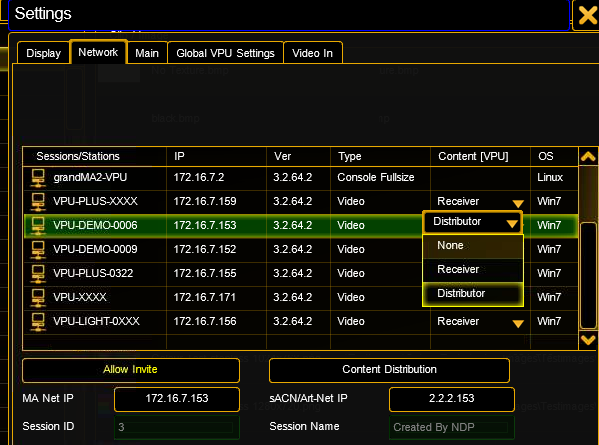 Settings
Display Network Main Global VPU Settings Video In
Sessions/Stations IP Ver Type Content [VPU] OS
grandMA2-VPU 172.16.7.2 3.2.64.2 Console Fullsize Linux
VPU-PLUS-XXXX 172.16.7.159 3.2.64.2 Video Receiver Win7
VPU-DEMO-0006 172.16.7.153 3.2.64.2 Video Distributor Win7
VPU-DEMO-0009 172.16.7.152 3.2.64.2 Video None Win7
VPU-PLUS-0322 172.16.7.155 3.2.64.2 Video Receiver Win7
VPU-XXXX 172.16.7.171 3.2.64.2 Video Distributor Win7
VPU-LIGHT-0XXX 172.16.7.156 3.2.64.2 Video Receiver Win7
Allow Invite Content Distribution
MA Net IP 172.16.7.153 sACN/Art-Net IP 2.2.2.153
Session ID 3 Session Name Created By NDP